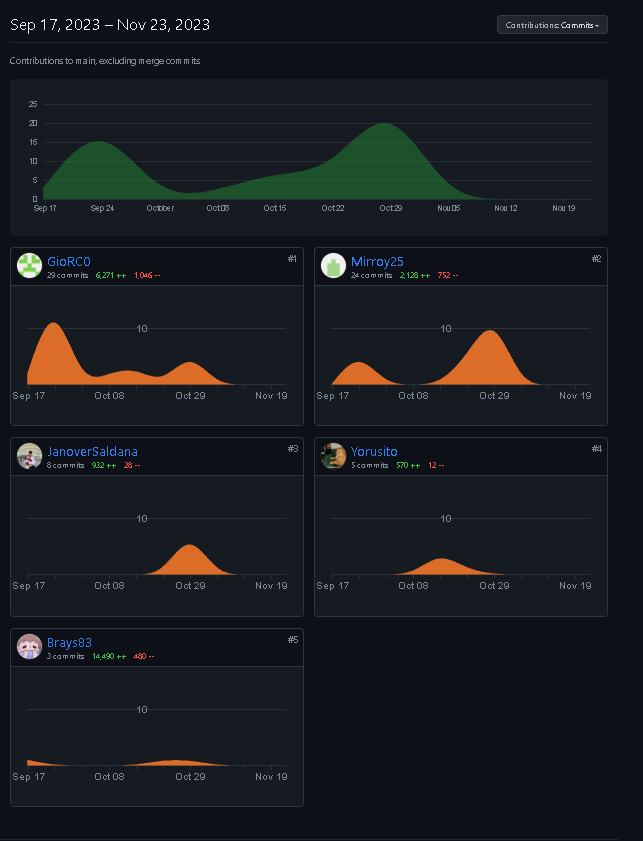 Sep 17, 2023 – Nov 23, 2023
Contributions: Commits
Contributions to main, excluding merge commits
25
20
15
10
5
0
Sep 17 Sep 24 October Oct 08 Oct 15 Oct 22 Oct 29 Nov 05 Nov 12 Nov 19
GioRC0 #1
29 commits 6,271 ++ 1,046 --
10
Sep 17 Oct 08 Oct 29 Nov 19
Mirroy25 #2
24 commits 2,128 ++ 752 --
10
Sep 17 Oct 08 Oct 29 Nov 19
JanoverSaldana #3
8 commits 932 ++ 28 --
10
Sep 17 Oct 08 Oct 29 Nov 19
Yorusito #4
5 commits 570 ++ 12 --
10
Sep 17 Oct 08 Oct 29 Nov 19
Brays83 #5
3 commits 14,490 ++ 480 --
10
Sep 17 Oct 08 Oct 29 Nov 19